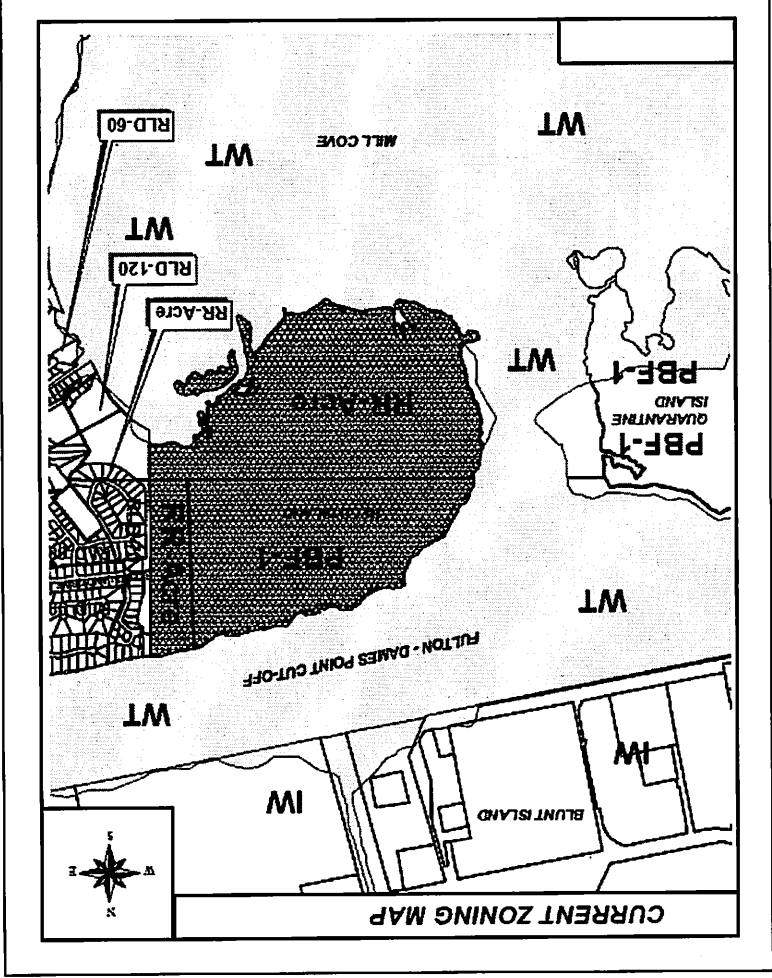 CURRENT ZONING MAP
N
W E
S
BLUNT ISLAND
IW
IW
WT
FULTON - DAMES POINT CUT-OFF
WT
PBF-1
RR-Acre
PBF-1
QUARANTINE
ISLAND
PBF-1
WT
RR-Acre
RR-Acre
RLD-120
WT
WT
MILL COVE
WT
RLD-60